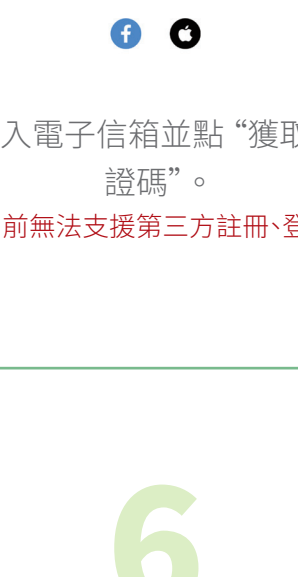 入電子信箱並點“獲取
證碼”。
前無法支援第三方註冊、登
6